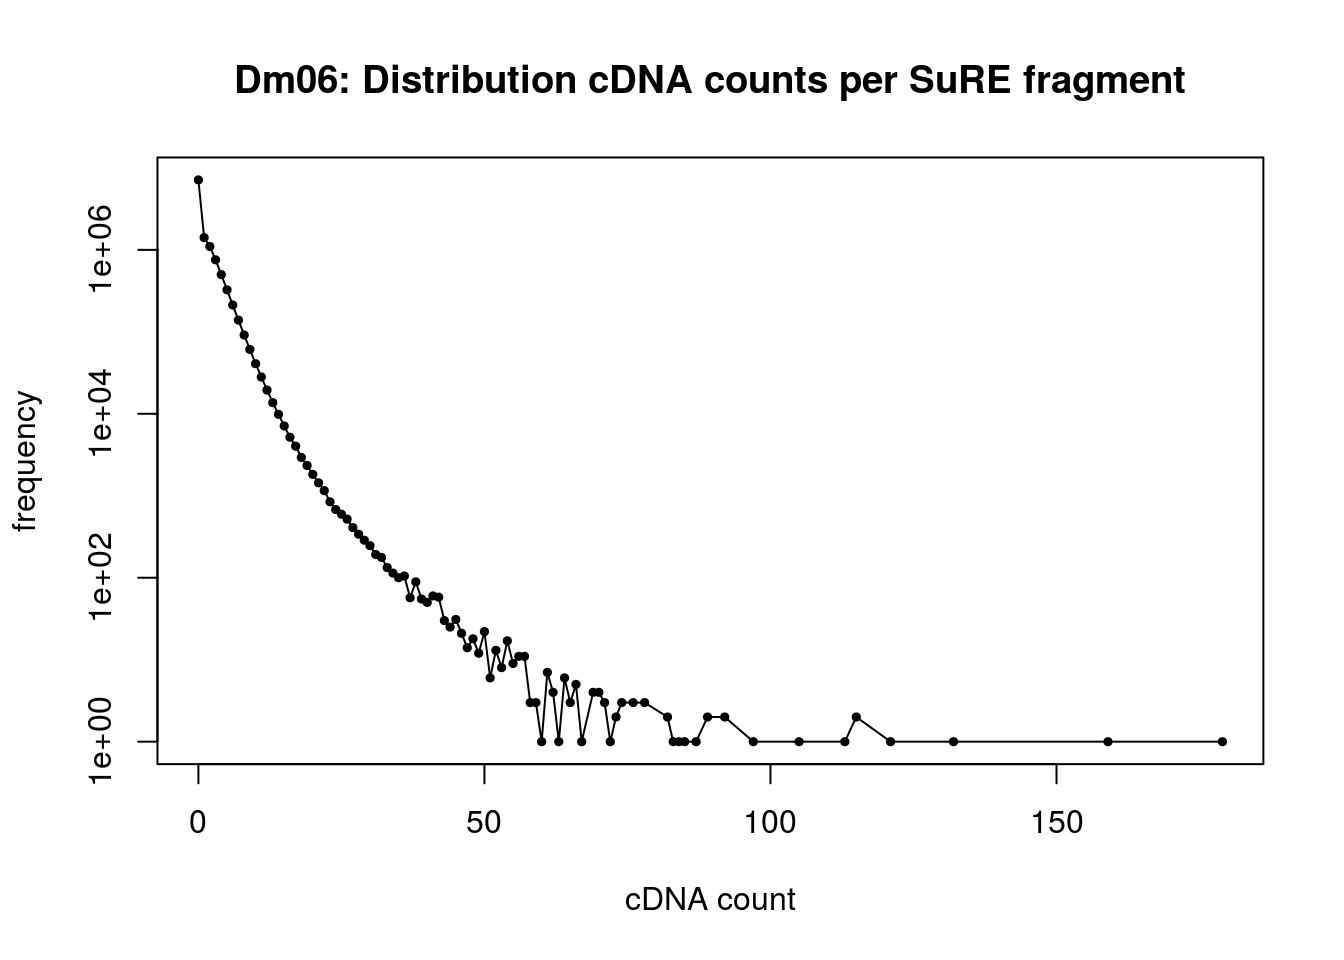 Dm06: Distribution cDNA counts per SuRE fragment
frequency
1e+06
1e+04
1e+02
1e+00
0 50 100 150
cDNA count